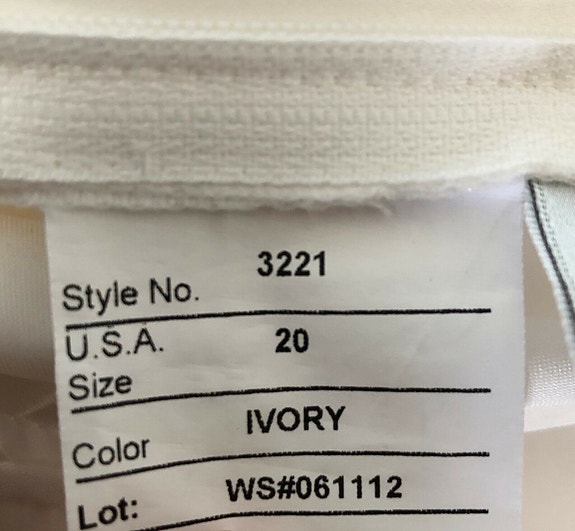 Style No. 3221
U.S.A. 20
Size
Color IVORY
Lot: WS#061112